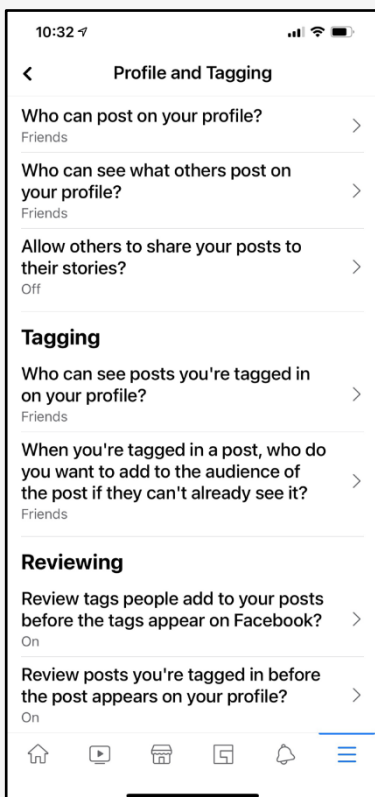 10:32
Profile and Tagging
Who can post on your profile?
Friends
Who can see what others post on
your profile?
Friends
Allow others to share your posts to
their stories?
Off
Tagging
Who can see posts you're tagged in
on your profile?
Friends
When you're tagged in a post, who do
you want to add to the audience of
the post if they can't already see it?
Friends
Reviewing
Review tags people add to your posts
before the tags appear on Facebook?
On
Review posts you're tagged in before
the post appears on your profile?
On